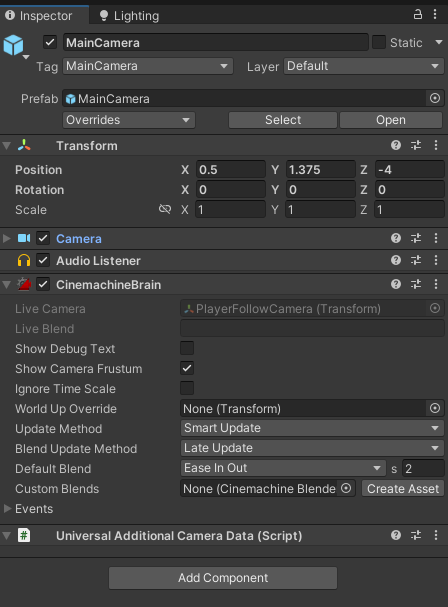 Inspector Lighting
MainCamera Static
Tag MainCamera Layer Default
Prefab MainCamera
Overrides Select Open
Transform
Position X 0.5 Y 1.375 Z -4
Rotation X 0 Y 0 Z 0
Scale X 1 Y 1 Z 1
Camera
Audio Listener
CinemachineBrain
Live Camera PlayerFollowCamera (Transform)
Live Blend
Show Debug Text
Show Camera Frustum
Ignore Time Scale
World Up Override None (Transform)
Update Method Smart Update
Blend Update Method Late Update
Default Blend Ease In Out s 2
Custom Blends None (Cinemachine Blende Create Asset
Events
# Universal Additional Camera Data (Script)
Add Component